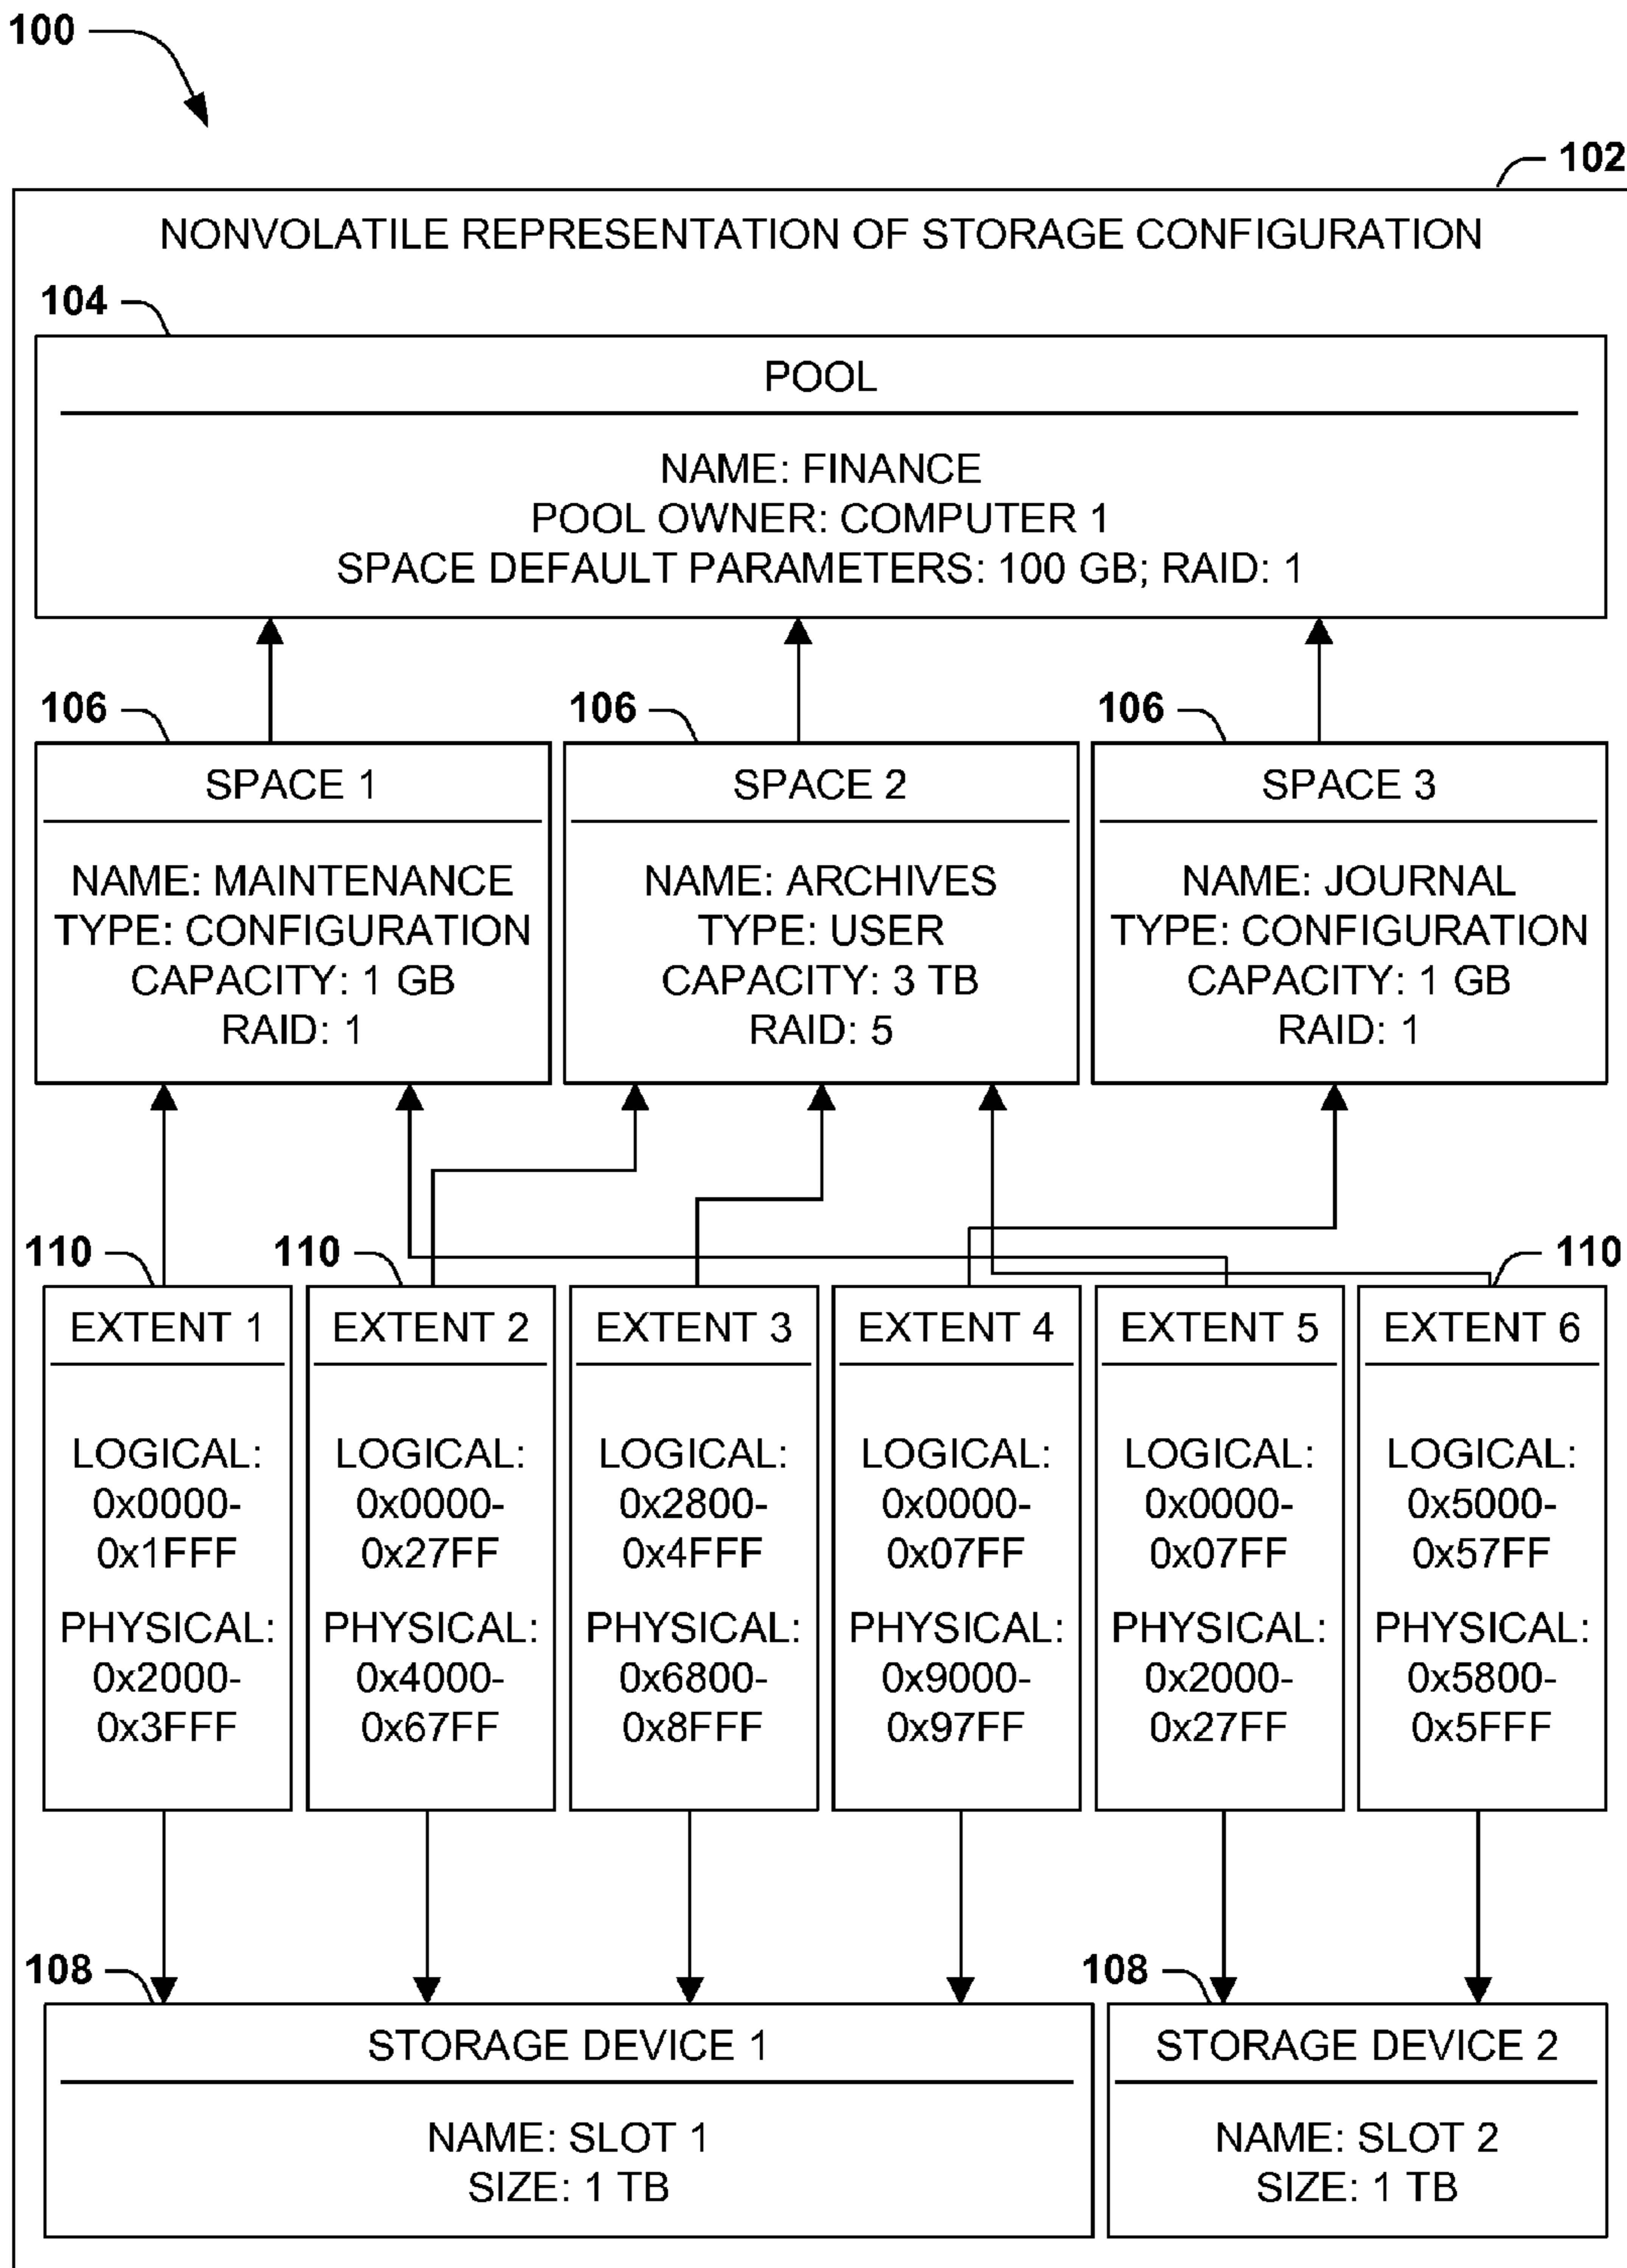 100
102
NONVOLATILE REPRESENTATION OF STORAGE CONFIGURATION
104
POOL
NAME: FINANCE
POOL OWNER: COMPUTER 1
SPACE DEFAULT PARAMETERS: 100 GB; RAID: 1
106
SPACE 1
NAME: MAINTENANCE
TYPE: CONFIGURATION
CAPACITY: 1 GB
RAID: 1
106
SPACE 2
NAME: ARCHIVES
TYPE: USER
CAPACITY: 3 TB
RAID: 5
106
SPACE 3
NAME: JOURNAL
TYPE: CONFIGURATION
CAPACITY: 1 GB
RAID: 1
110
EXTENT 1
LOGICAL:
0x0000-
0x1FFF
PHYSICAL:
0x2000-
0x3FFF
110
EXTENT 2
LOGICAL:
0x0000-
0x27FF
PHYSICAL:
0x4000-
0x67FF
EXTENT 3
LOGICAL:
0x2800-
0x4FFF
PHYSICAL:
0x6800-
0x8FFF
EXTENT 4
LOGICAL:
0x0000-
0x07FF
PHYSICAL:
0x9000-
0x97FF
EXTENT 5
LOGICAL:
0x0000-
0x07FF
PHYSICAL:
0x2000-
0x27FF
110
EXTENT 6
LOGICAL:
0x5000-
0x57FF
PHYSICAL:
0x5800-
0x5FFF
108
STORAGE DEVICE 1
NAME: SLOT 1
SIZE: 1 TB
108
STORAGE DEVICE 2
NAME: SLOT 2
SIZE: 1 TB